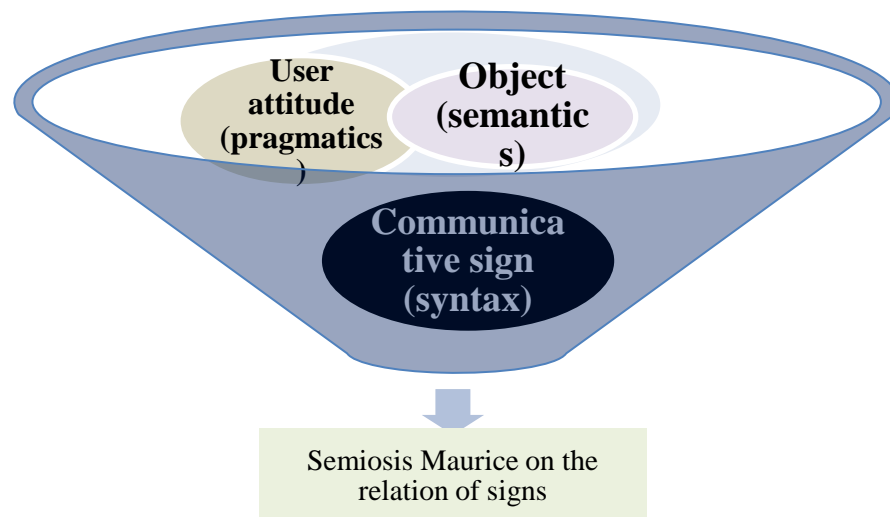 User
attitude
(pragmatics
)
Object
(semantic
s)
Communica
tive sign
(syntax)
Semiosis Maurice on the
relation of signs